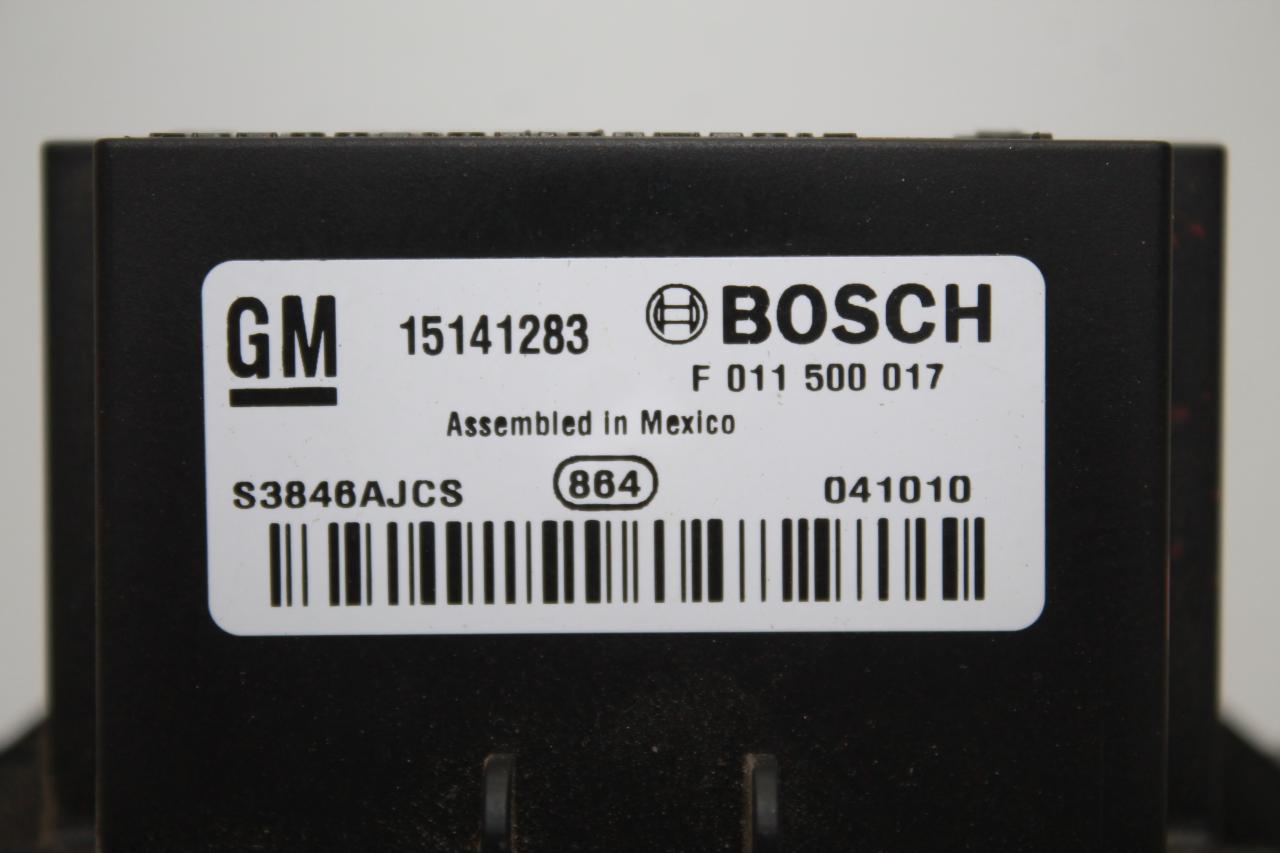 GM 15141283 BOSCH
F 011 500 017
Assembled in Mexico
S3846AJCS 864 041010